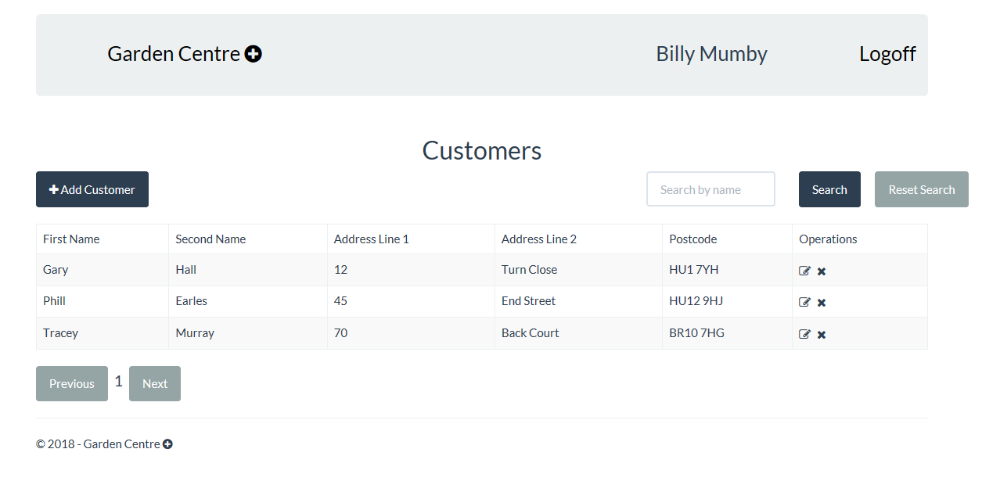 Garden Centre Billy Mumby Logoff
Customers
Add Customer Search by name Search Reset Search
First Name Second Name Address Line 1 Address Line 2 Postcode Operations
Gary Hall 12 Turn Close HU1 7YH
Phill Earles 45 End Street HU12 9HJ
Tracey Murray 70 Back Court BR10 7HG
Previous 1 Next
© 2018 - Garden Centre